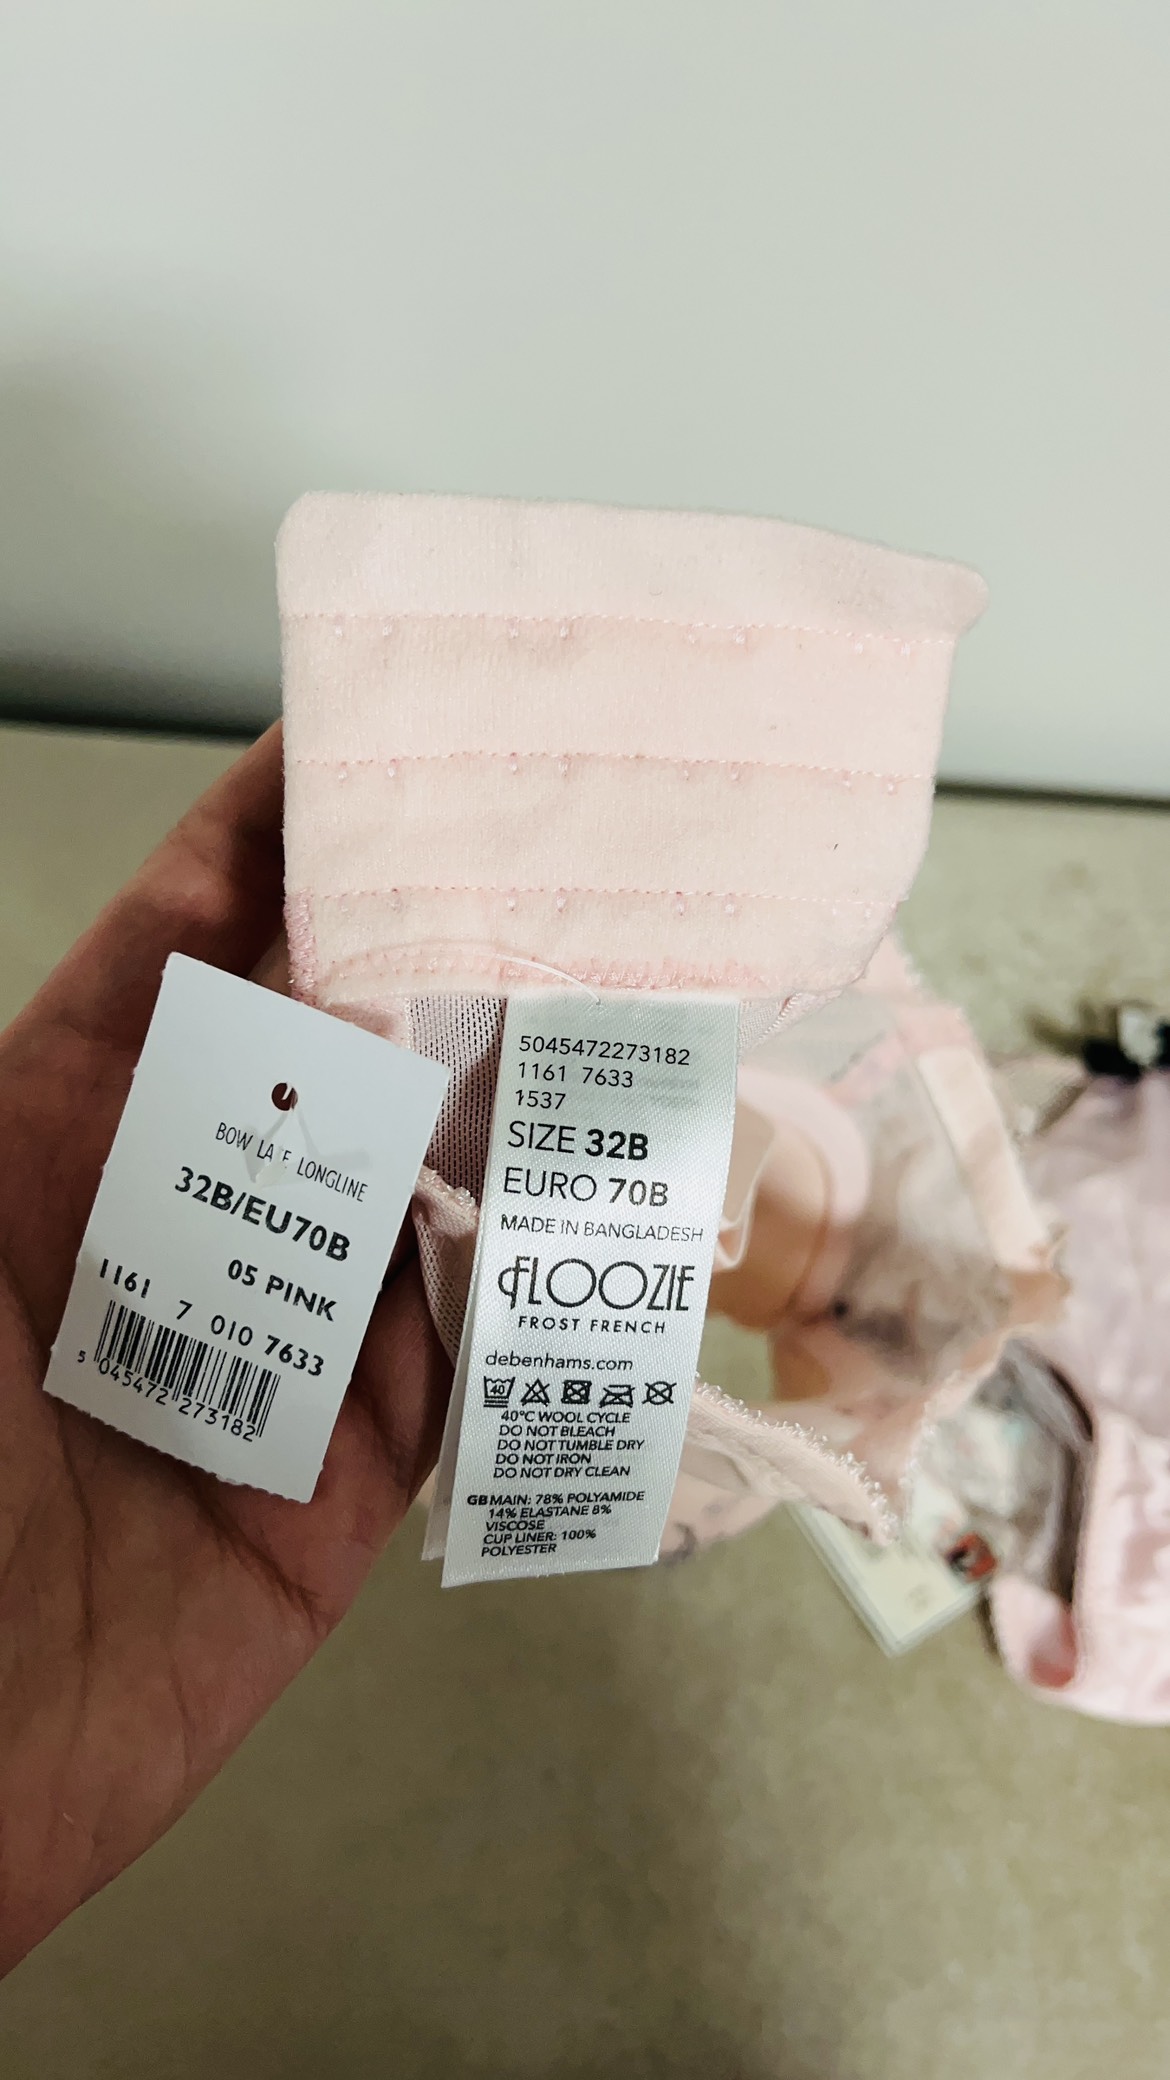 BOW LACE LONGLINE
32B/EU70B
05 PINK
1161 7 010 7633
5 045472 273182
5045472273182
1161 7633
1537
SIZE 32B
EURO 70B
MADE IN BANGLADESH
FLOOZIE
FROST FRENCH
debenhams.com
40
40°C WOOL CYCLE
DO NOT BLEACH
DO NOT TUMBLE DRY
DO NOT IRON
DO NOT DRY CLEAN
GB MAIN: 78% POLYAMIDE
14% ELASTANE 8%
VISCOSE
CUP LINER: 100%
POLYESTER